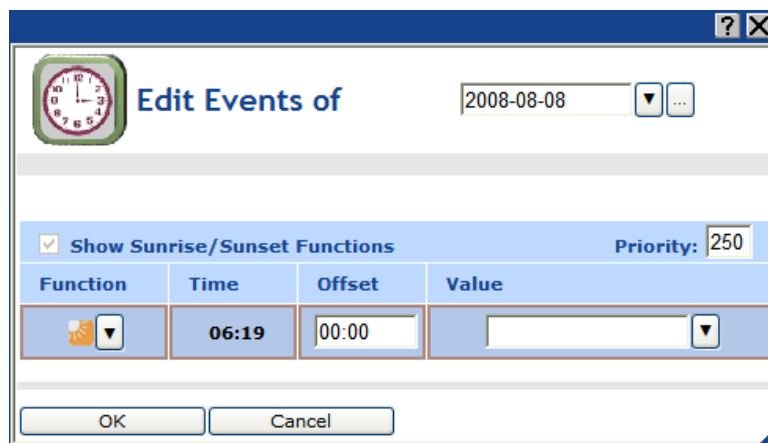 ?
Edit Events of
2008-08-08
...
Show Sunrise/Sunset Functions
Priority: 250
Function Time Offset Value
06:19 00:00
OK Cancel